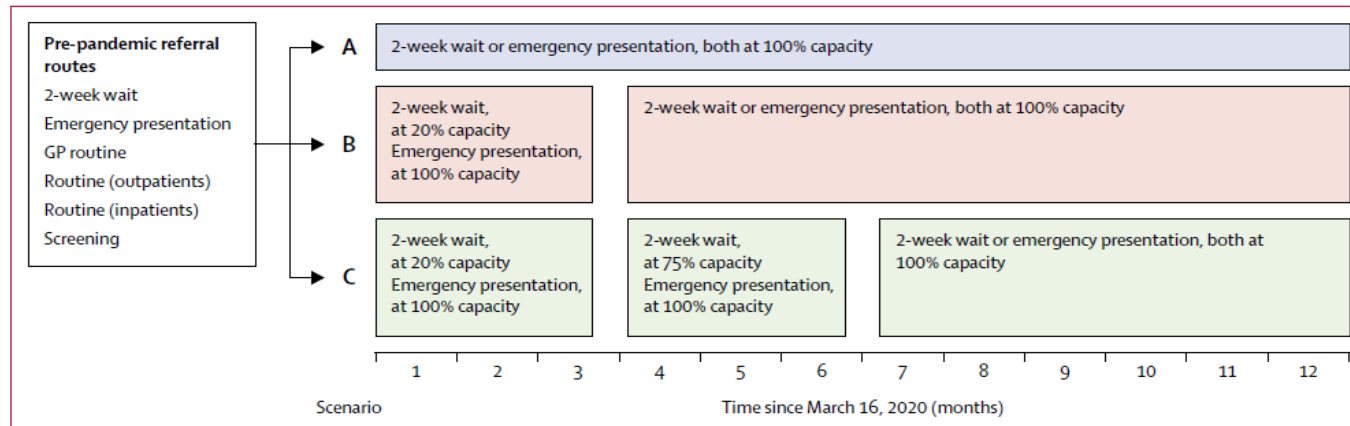 Pre-pandemic referral
routes
2-week wait
Emergency presentation
GP routine
Routine (outpatients)
Routine (inpatients)
Screening
A
2-week wait or emergency presentation, both at 100% capacity
B
2-week wait,
at 20% capacity
Emergency presentation,
at 100% capacity
2-week wait or emergency presentation, both at 100% capacity
C
2-week wait,
at 20% capacity
Emergency presentation,
at 100% capacity
2-week wait,
at 75% capacity
Emergency presentation,
at 100% capacity
2-week wait or emergency presentation, both at
100% capacity
1 2 3 4 5 6 7 8 9 10 11 12
Scenario
Time since March 16, 2020 (months)